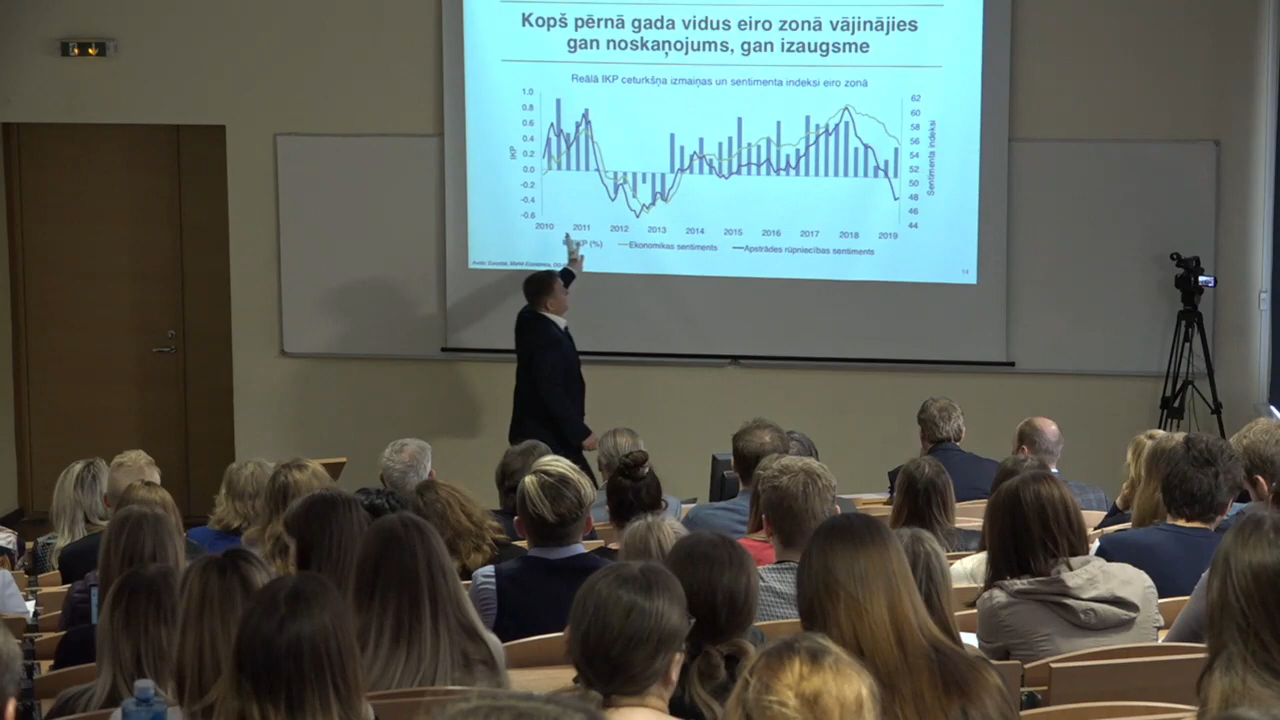 Kopš pērnā gada vidus eiro zonā vājinājies
gan noskaņojums, gan izaugsme
Reālā IKP ceturkšņa izmaiņas un sentimenta indeksi eiro zonā
1.0
0.8
0.6
0.4
0.2
0.0
-0.2
-0.4
-0.6
IKP
62
60
58
56
54
52
50
48
46
44
Sentimenta indeksi
2010 2011 2012 2013 2014 2015 2016 2017 2018 2019
IKP (%) Ekonomikas sentiments Apstrādes rūpniecības sentiments
14